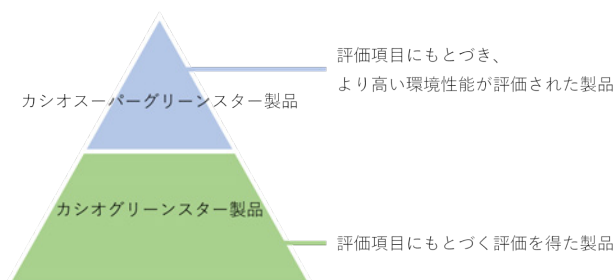 評価項目にもとづき、
より高い環境性能が評価された製品
カシオスーパーグリーンスター製品
カシオグリーンスター製品
評価項目にもとづく評価を得た製品